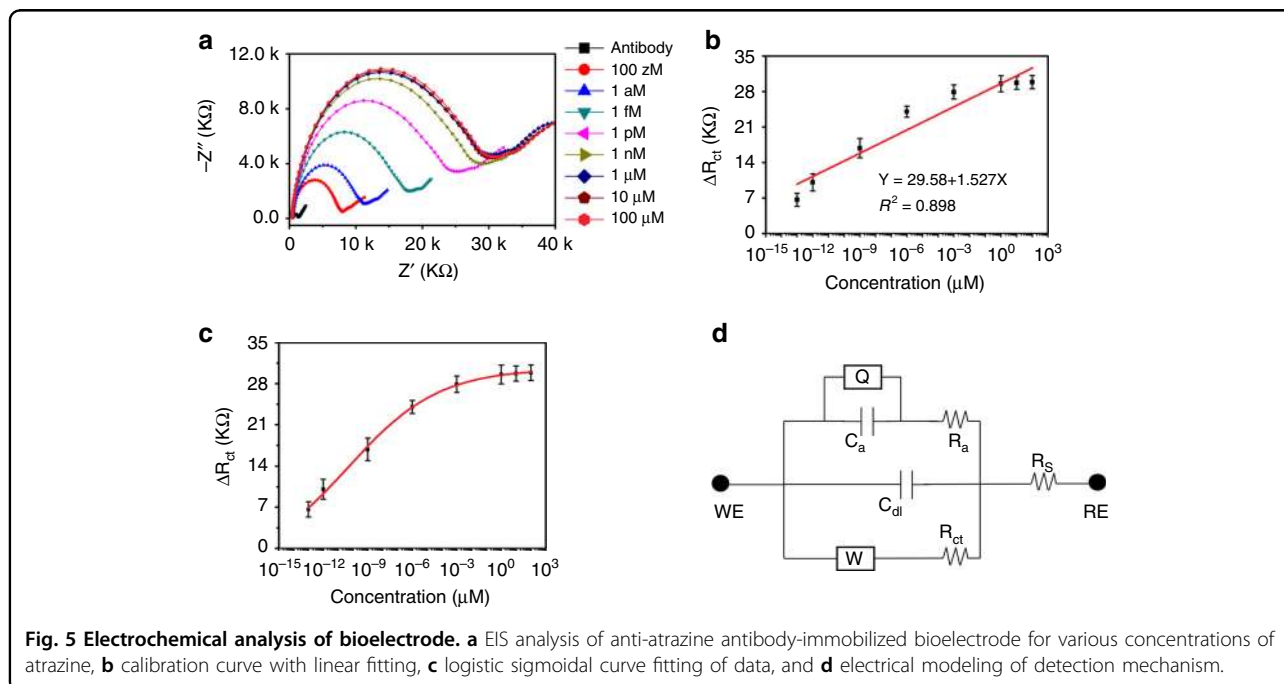 a
12.0 k
8.0 k
4.0 k
0.0
0
10 k
20 k
30 k
40 k
–Z″ (KΩ)
Z′ (KΩ)
Antibody
100 zM
1 aM
1 fM
1 pM
1 nM
1 μM
10 μM
100 μM
b
35
28
21
14
7
0
10⁻¹⁵ 10⁻¹² 10⁻⁹ 10⁻⁶ 10⁻³ 10⁰ 10³
ΔRct (KΩ)
Concentration (μM)
Y = 29.58+1.527X
R² = 0.898
c
35
28
21
14
7
0
10⁻¹⁵ 10⁻¹² 10⁻⁹ 10⁻⁶ 10⁻³ 10⁰ 10³
ΔRct (KΩ)
Concentration (μM)
d
Q
Ca
Ra
RS
WE
Cdl
RE
Rct
W
Fig. 5 Electrochemical analysis of bioelectrode. a EIS analysis of anti-atrazine antibody-immobilized bioelectrode for various concentrations of
atrazine, b calibration curve with linear fitting, c logistic sigmoidal curve fitting of data, and d electrical modeling of detection mechanism.